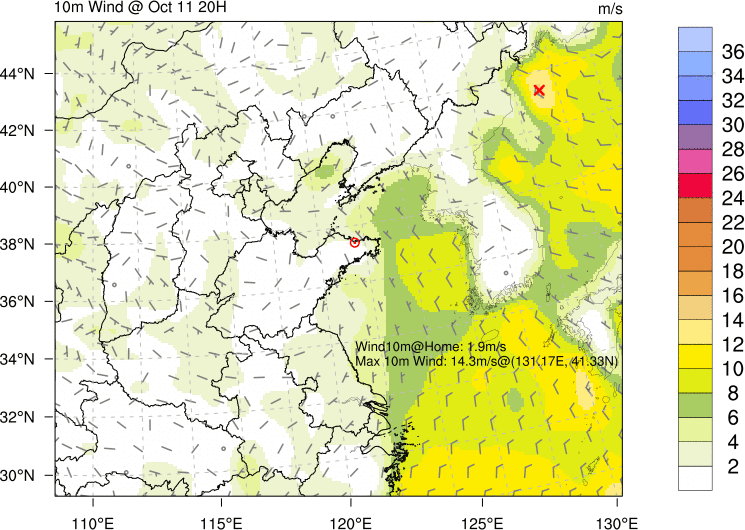 10m Wind @ Oct 11 20H
m/s
44°N
42°N
40°N
38°N
36°N
34°N
32°N
30°N
110°E
115°E
120°E
125°E
130°E
Wind10m@Home: 1.9m/s
Max 10m Wind: 14.3m/s@(131.17E, 41.33N)
36
34
32
30
28
26
24
22
20
18
16
14
12
10
8
6
4
2